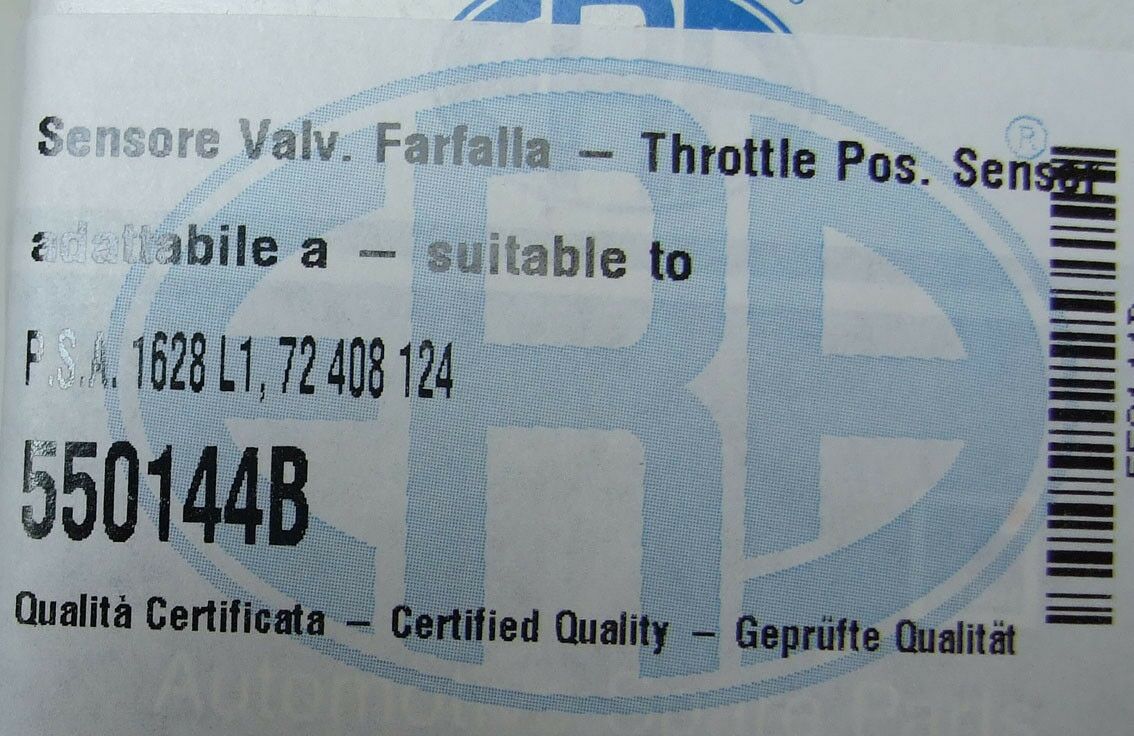 Sensore Valv. Farfalla – Throttle Pos. Sensor
adattabile a – suitable to
P.S.A. 1628 L1, 72 408 124
550144B
Qualità Certificata – Certified Quality – Geprüfte Qualität
ERA
®